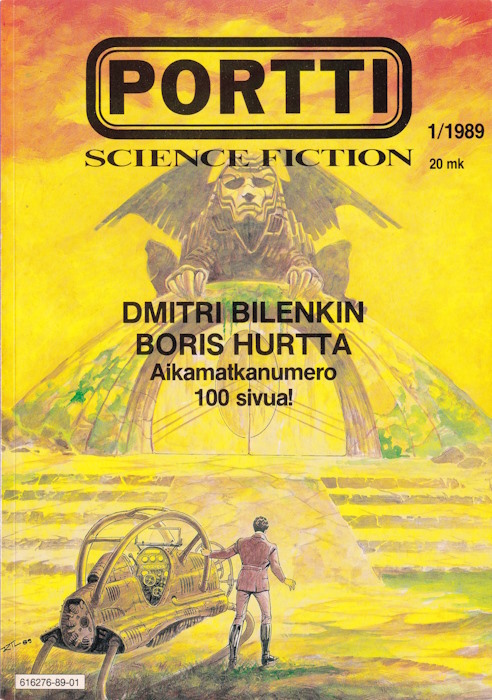 PORTTI
1/1989
SCIENCE FICTION
20 mk
DMITRI BILENKIN
BORIS HURTTA
Aikamatkanumero
100 sivua!
616276-89-01